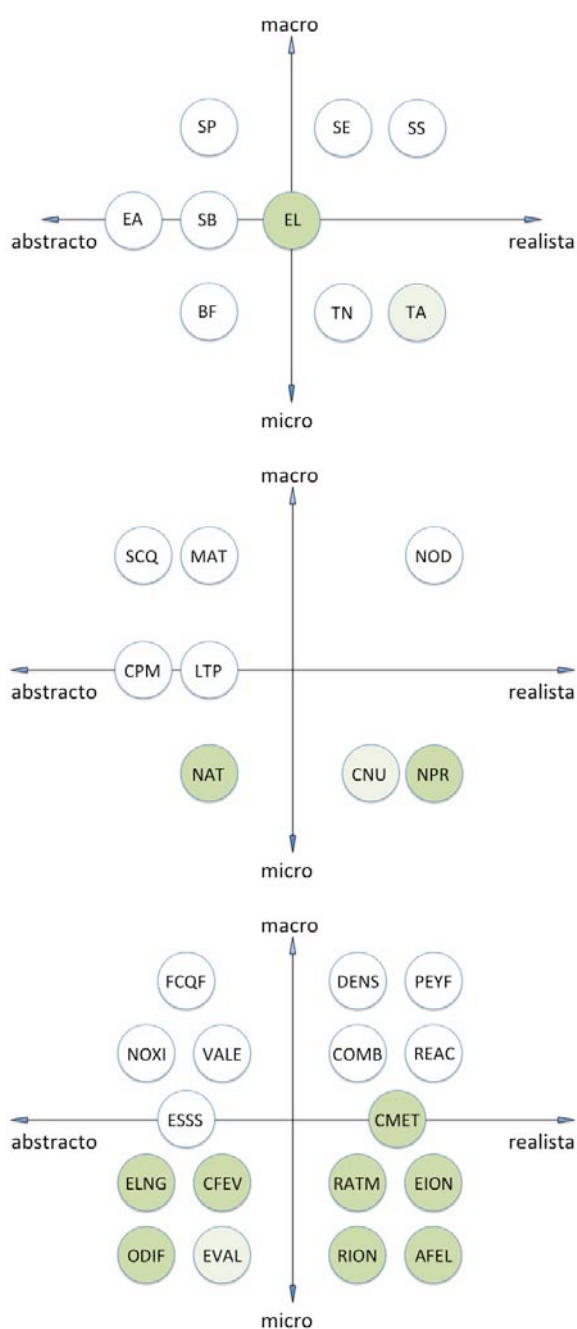 macro
SP SE SS
EA SB EL
abstracto realista
BF TN TA
micro
macro
SCQ MAT NOD
CPM LTP
abstracto realista
NAT CNU NPR
micro
macro
FCQF DENS PEYF
NOXI VALE COMB REAC
ESSS CMET
abstracto realista
ELNG CFEV RATM EION
ODIF EVAL RION AFEL
micro